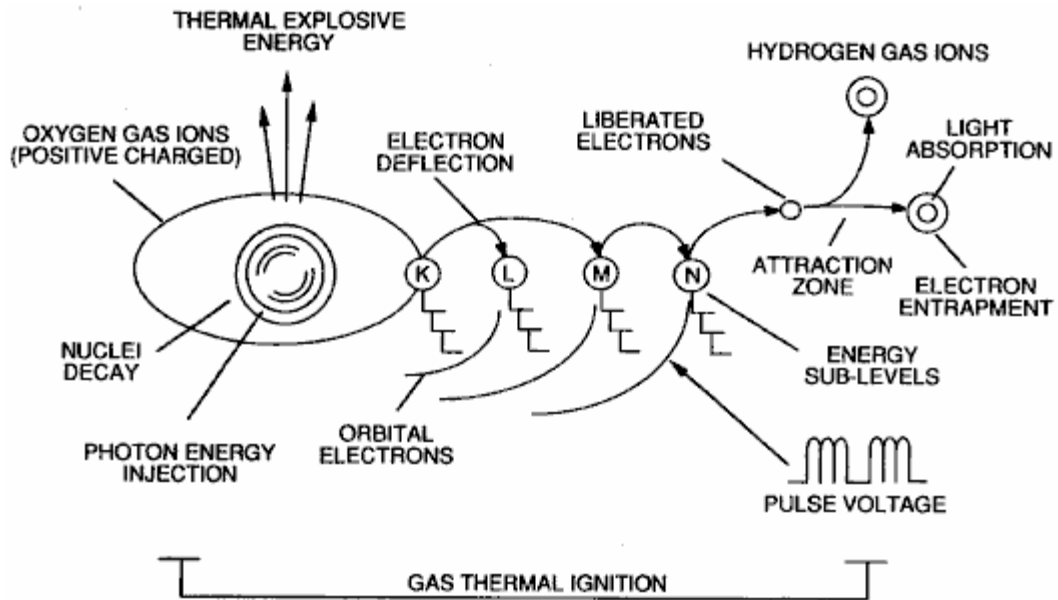 THERMAL EXPLOSIVE
ENERGY
HYDROGEN GAS IONS
OXYGEN GAS IONS
(POSITIVE CHARGED)
ELECTRON
DEFLECTION
LIBERATED
ELECTRONS
LIGHT
ABSORPTION
K
L
M
N
ATTRACTION
ZONE
ELECTRON
ENTRAPMENT
NUCLEI
DECAY
ENERGY
SUB-LEVELS
PHOTON ENERGY
INJECTION
ORBITAL
ELECTRONS
PULSE VOLTAGE
GAS THERMAL IGNITION